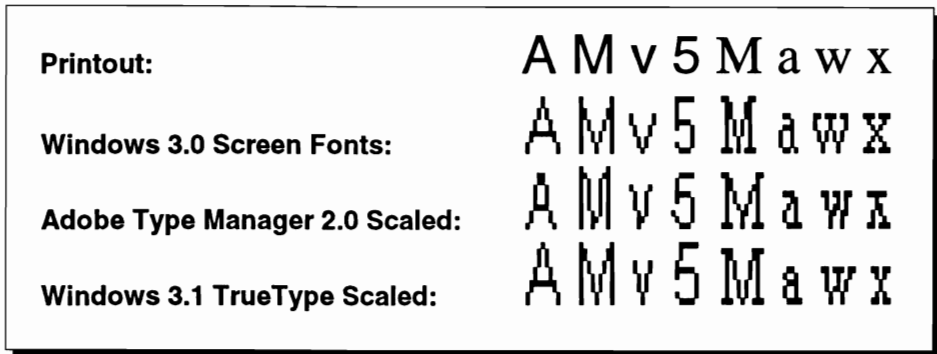 Printout: A M v 5 M a w x
Windows 3.0 Screen Fonts: A M v 5 M a w x
Adobe Type Manager 2.0 Scaled: A M v 5 M a w x
Windows 3.1 TrueType Scaled: A M v 5 M a w x